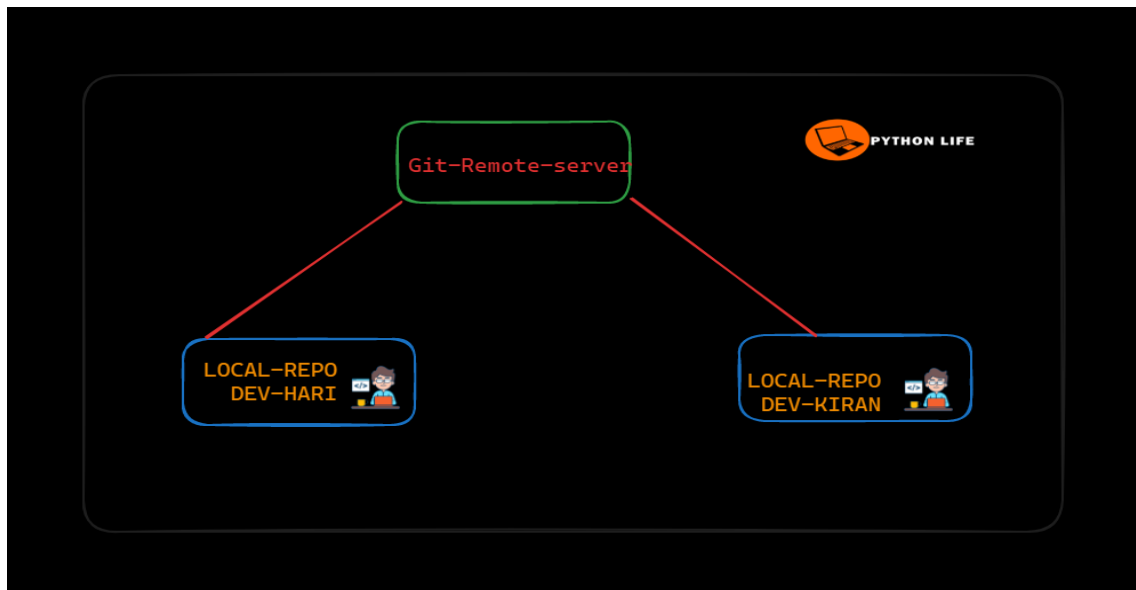 Git-Remote-server
PYTHON LIFE
LOCAL-REPO
DEV-HARI
</>
LOCAL-REPO
DEV-KIRAN
</>